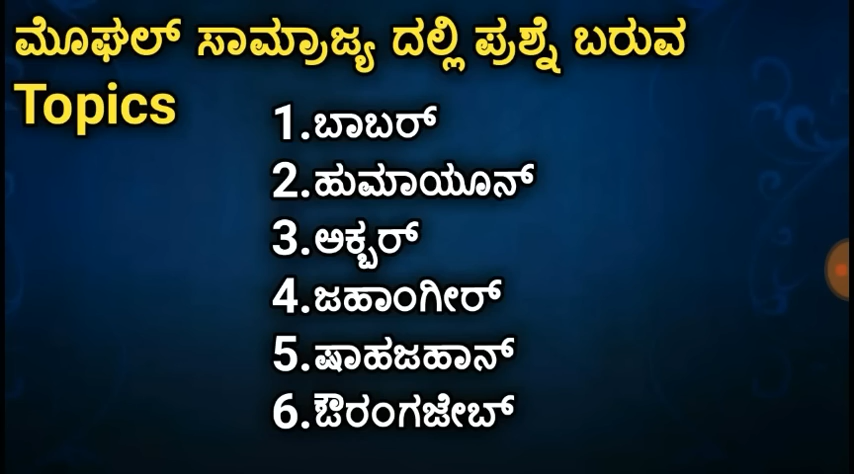 ಮೊಘಲ್ ಸಾಮ್ರಾಜ್ಯ ದಲ್ಲಿ ಪ್ರಶ್ನೆ ಬರುವ
Topics
1.ಬಾಬರ್
2.ಹುಮಾಯೂನ್
3.ಅಕ್ಬರ್
4.ಜಹಾಂಗೀರ್
5.ಷಾಹಜಹಾನ್
6.ಔರಂಗಜೇಬ್